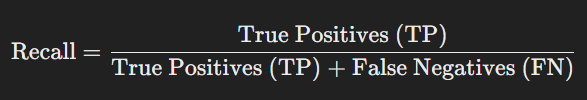 Recall = True Positives (TP) / True Positives (TP) + False Negatives (FN)